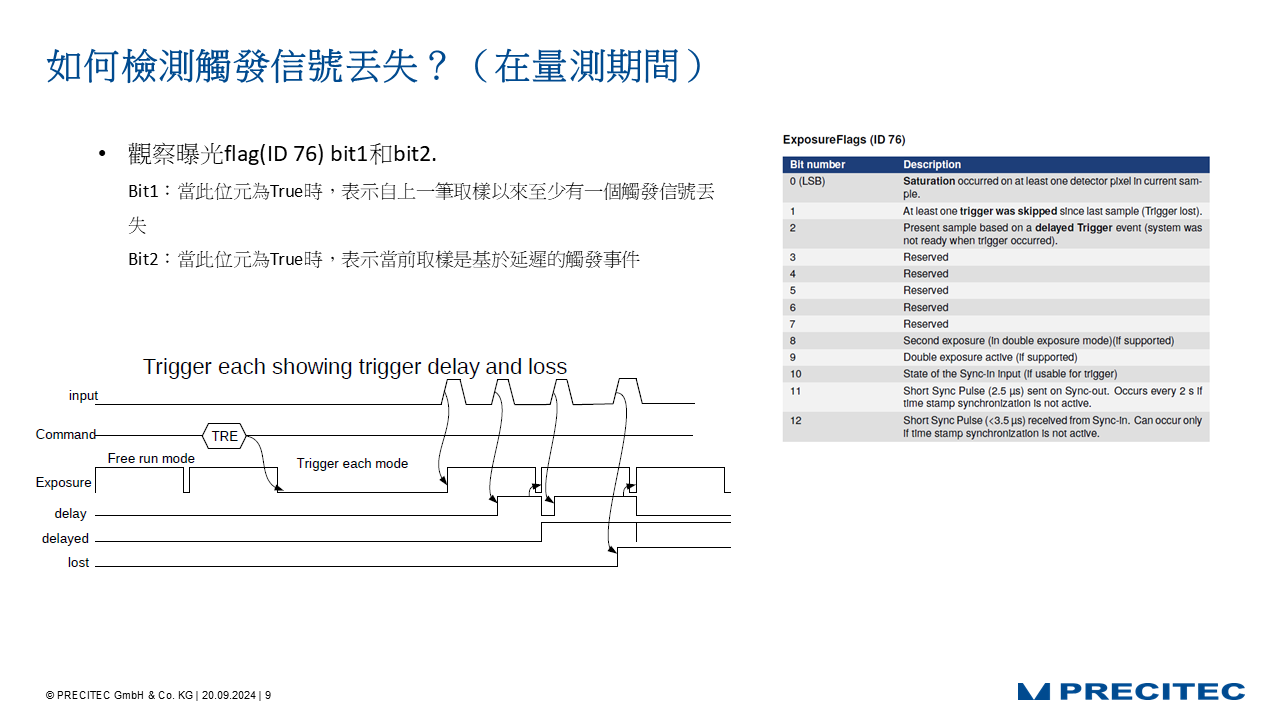 如何檢測觸發信號丟失？（在量測期間）
• 觀察曝光flag(ID 76) bit1和bit2.
Bit1：當此位元為True時，表示自上一筆取樣以來至少有一個觸發信號丟
失
Bit2：當此位元為True時，表示當前取樣是基於延遲的觸發事件
ExposureFlags (ID 76)
Bit number Description
0 (LSB) Saturation occurred on at least one detector pixel in current sam-
ple.
1 At least one trigger was skipped since last sample (Trigger lost).
2 Present sample based on a delayed Trigger event (system was
not ready when trigger occurred).
3 Reserved
4 Reserved
5 Reserved
6 Reserved
7 Reserved
8 Second exposure (in double exposure mode)(if supported)
9 Double exposure active (if supported)
10 State of the Sync-In input (if usable for trigger)
11 Short Sync Pulse (2.5 µs) sent on Sync-out. Occurs every 2 s if
time stamp synchronization is not active.
12 Short Sync Pulse (<3.5 µs) received from Sync-In. Can occur only
if time stamp synchronization is not active.
Trigger each showing trigger delay and loss
input
Command
TRE
Free run mode
Trigger each mode
Exposure
delay
delayed
lost
© PRECITEC GmbH & Co. KG | 20.09.2024 | 9
PRECITEC